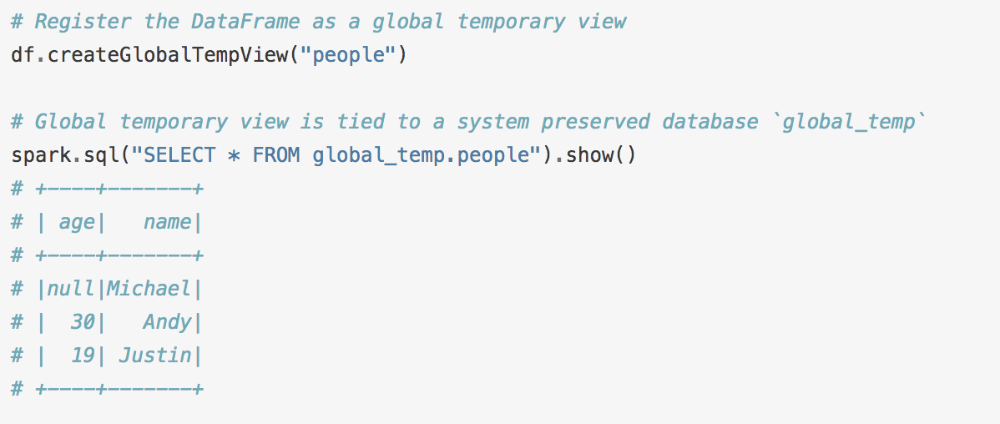 # Register the DataFrame as a global temporary view
df.createGlobalTempView("people")
# Global temporary view is tied to a system preserved database `global_temp`
spark.sql("SELECT * FROM global_temp.people").show()
# +----+-------+
# | age|   name|
# +----+-------+
# |null|Michael|
# |  30|   Andy|
# |  19| Justin|
# +----+-------+